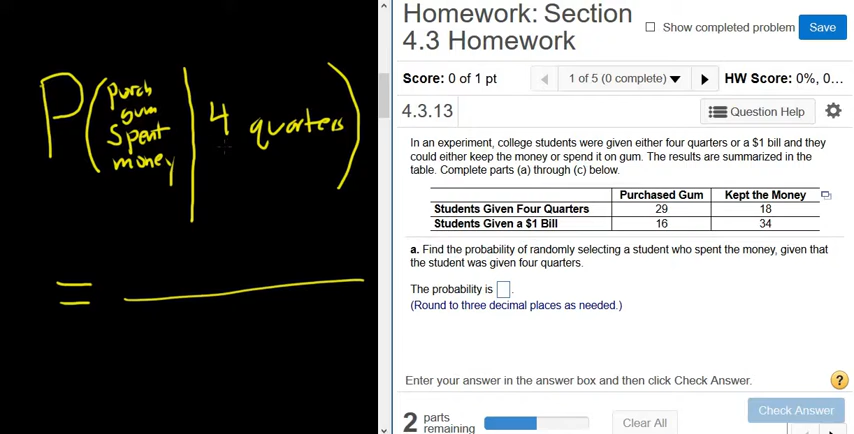 P(purch gum spent money | 4 quarters)
=
Homework: Section
4.3 Homework
Show completed problem
Save
Score: 0 of 1 pt
1 of 5 (0 complete)
HW Score: 0%, 0...
4.3.13
Question Help
In an experiment, college students were given either four quarters or a $1 bill and they
could either keep the money or spend it on gum. The results are summarized in the
table. Complete parts (a) through (c) below.
Purchased Gum Kept the Money
Students Given Four Quarters 29 18
Students Given a $1 Bill 16 34
a. Find the probability of randomly selecting a student who spent the money, given that
the student was given four quarters.
The probability is .
(Round to three decimal places as needed.)
Enter your answer in the answer box and then click Check Answer.
?
Check Answer
2 parts
remaining
Clear All